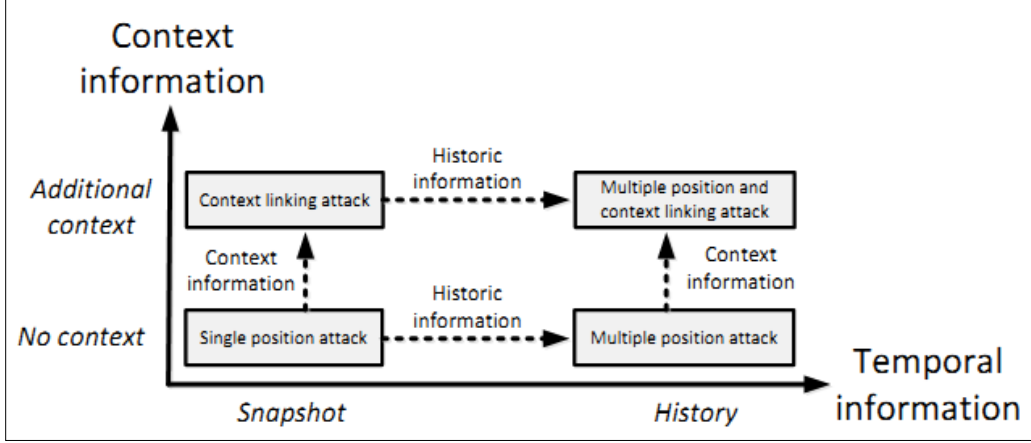 Context
information
Additional
context
Context linking attack
Historic
information
Multiple position and
context linking attack
Context
information
Context
information
No context
Single position attack
Historic
information
Multiple position attack
Snapshot
History
Temporal
information